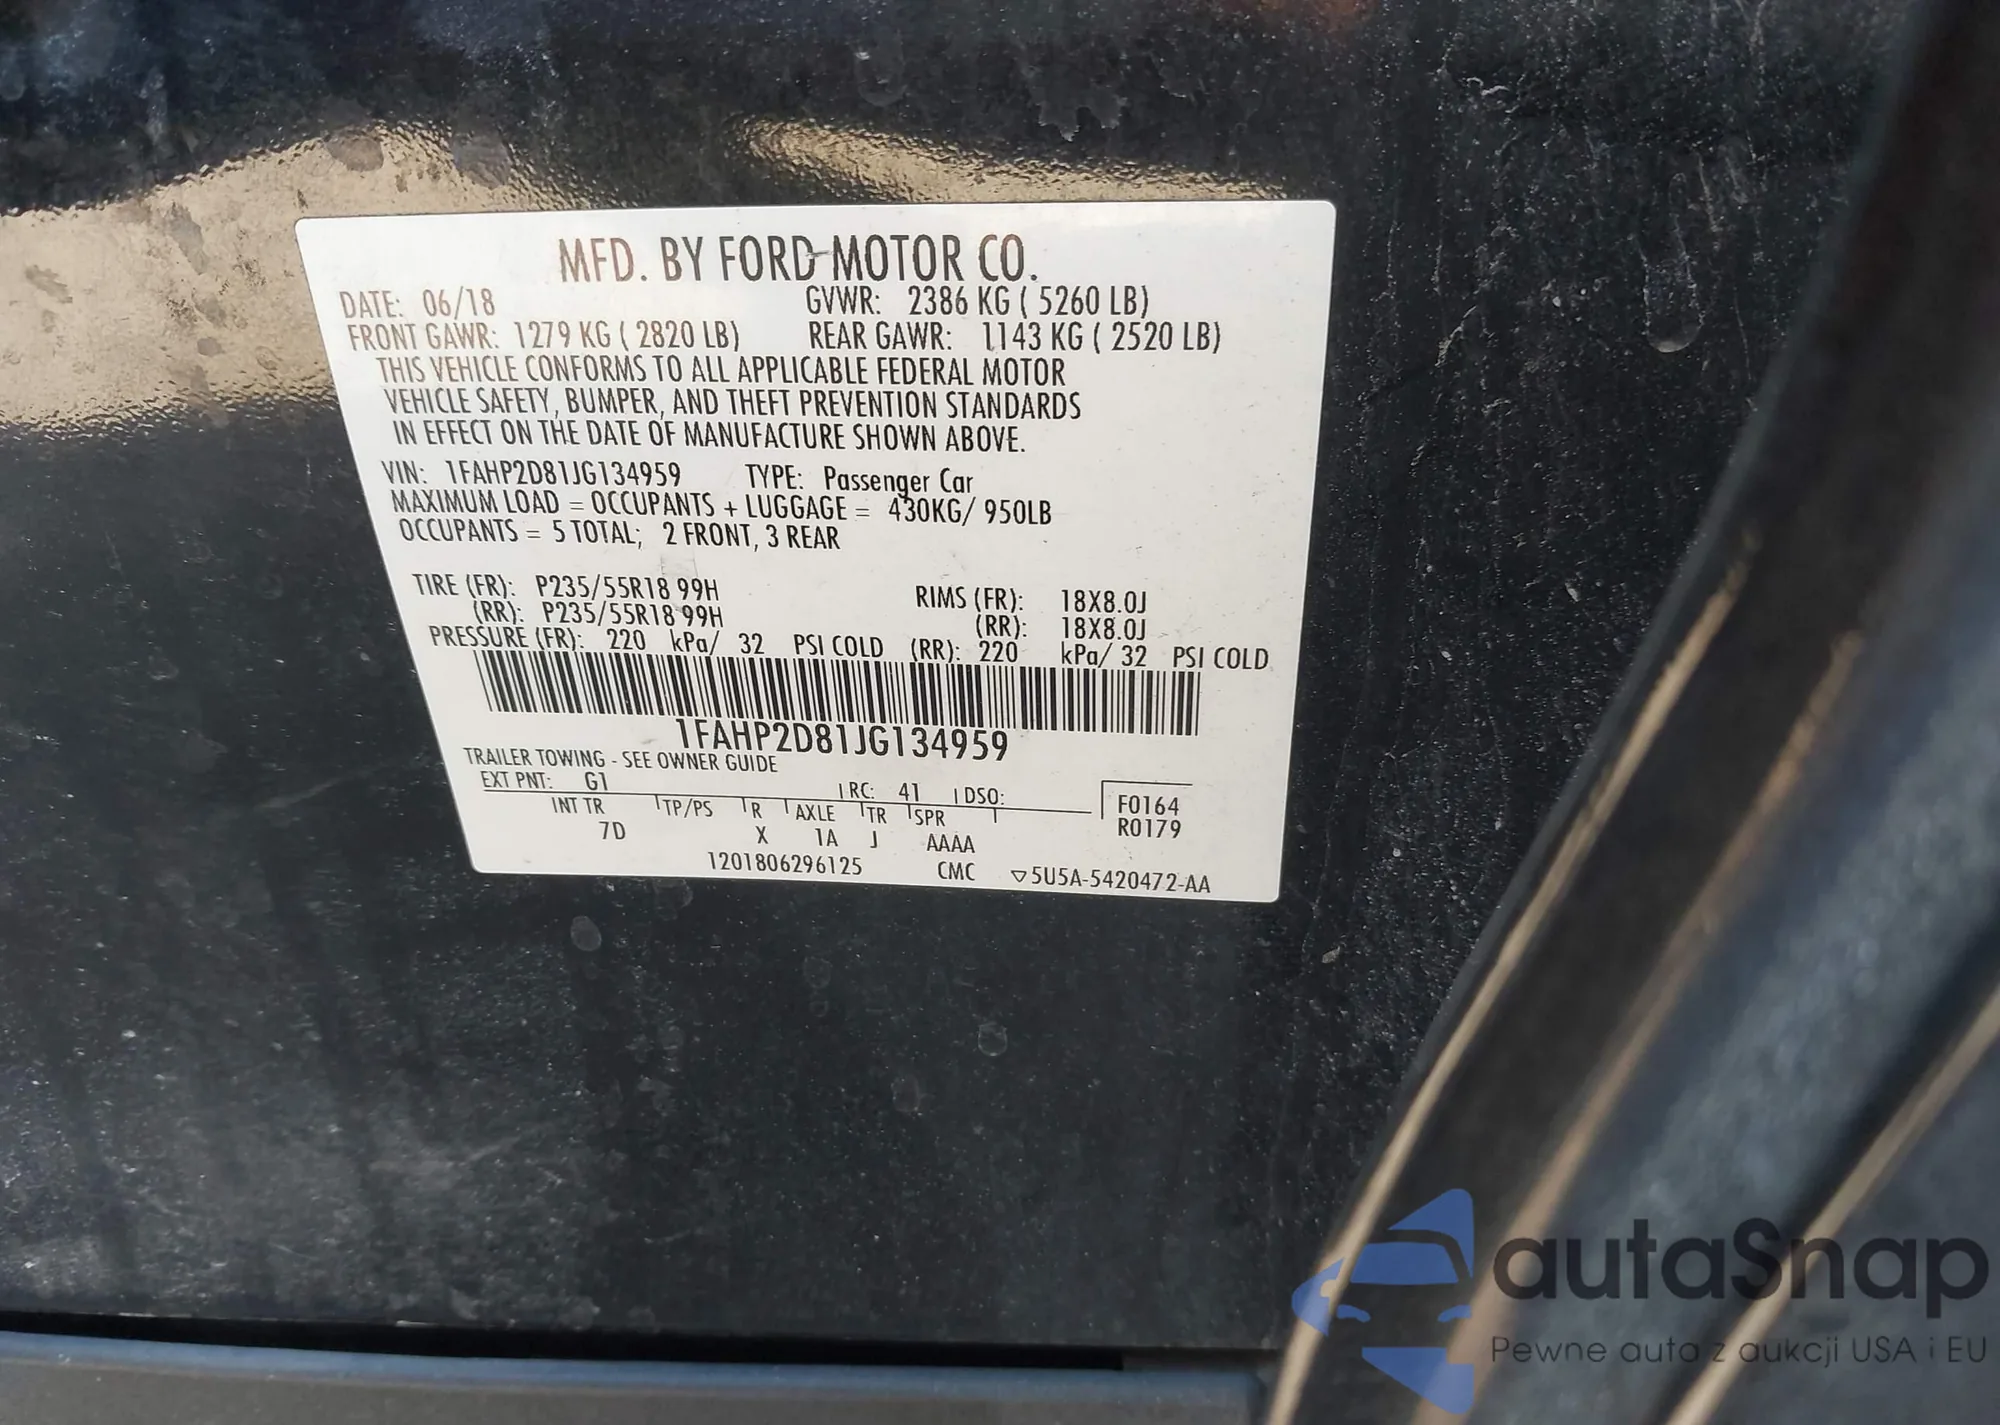 MFD. BY FORD MOTOR CO.
DATE: 06/18 GVWR: 2386 KG ( 5260 LB)
FRONT GAWR: 1279 KG ( 2820 LB) REAR GAWR: 1143 KG ( 2520 LB)
THIS VEHICLE CONFORMS TO ALL APPLICABLE FEDERAL MOTOR
VEHICLE SAFETY, BUMPER, AND THEFT PREVENTION STANDARDS
IN EFFECT ON THE DATE OF MANUFACTURE SHOWN ABOVE.
VIN: 1FAHP2D81JG134959 TYPE: Passenger Car
MAXIMUM LOAD = OCCUPANTS + LUGGAGE = 430KG/ 950LB
OCCUPANTS = 5 TOTAL; 2 FRONT, 3 REAR
TIRE (FR): P235/55R18 99H RIMS (FR): 18X8.0J
(RR): P235/55R18 99H (RR): 18X8.0J
PRESSURE (FR): 220 kPa/ 32 PSI COLD (RR): 220 kPa/ 32 PSI COLD
1FAHP2D81JG134959
TRAILER TOWING - SEE OWNER GUIDE
EXT PNT: G1 RC: 41 DSO: F0164
INT TR TP/PS R AXLE TR SPR R0179
7D X 1A J AAAA
1201806296125 CMC ▽5U5A-5420472-AA
autaSnap
Pewne auta z aukcji USA i EU